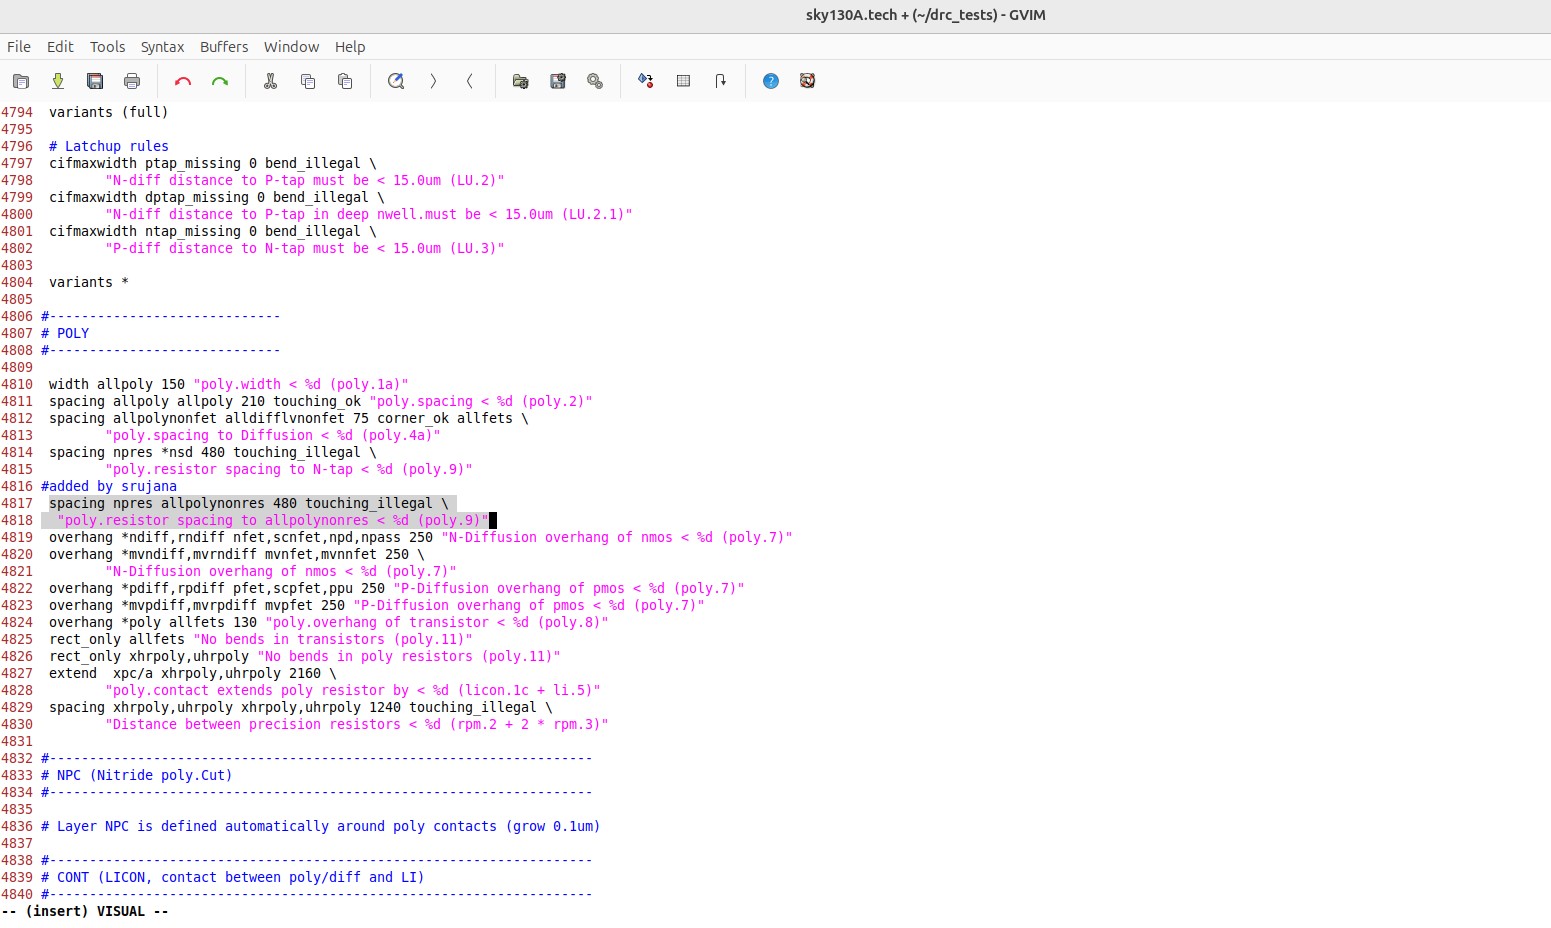 sky130A.tech + (~/drc_tests) - GVIM
File Edit Tools Syntax Buffers Window Help
4794  variants (full)
4795
4796  # Latchup rules
4797  cifmaxwidth ptap_missing 0 bend_illegal \
4798         "N-diff distance to P-tap must be < 15.0um (LU.2)"
4799  cifmaxwidth dptap_missing 0 bend_illegal \
4800         "N-diff distance to P-tap in deep nwell.must be < 15.0um (LU.2.1)"
4801  cifmaxwidth ntap_missing 0 bend_illegal \
4802         "P-diff distance to N-tap must be < 15.0um (LU.3)"
4803
4804  variants *
4805
4806 #-----------------------------
4807 # POLY
4808 #-----------------------------
4809
4810  width allpoly 150 "poly.width < %d (poly.1a)"
4811  spacing allpoly allpoly 210 touching_ok "poly.spacing < %d (poly.2)"
4812  spacing allpolynonfet alldifflvnonfet 75 corner_ok allfets \
4813         "poly.spacing to Diffusion < %d (poly.4a)"
4814  spacing npres *nsd 480 touching_illegal \
4815         "poly.resistor spacing to N-tap < %d (poly.9)"
4816 #added by srujana
4817  spacing npres allpolynonres 480 touching_illegal \
4818   "poly.resistor spacing to allpolynonres < %d (poly.9)"
4819  overhang *ndiff,rndiff nfet,scnfet,npd,npass 250 "N-Diffusion overhang of nmos < %d (poly.7)"
4820  overhang *mvndiff,mvrndiff mvnfet,mvnnfet 250 \
4821         "N-Diffusion overhang of nmos < %d (poly.7)"
4822  overhang *pdiff,rpdiff pfet,scpfet,ppu 250 "P-Diffusion overhang of pmos < %d (poly.7)"
4823  overhang *mvpdiff,mvrpdiff mvpfet 250 "P-Diffusion overhang of pmos < %d (poly.7)"
4824  overhang *poly allfets 130 "poly.overhang of transistor < %d (poly.8)"
4825  rect_only allfets "No bends in transistors (poly.11)"
4826  rect_only xhrpoly,uhrpoly "No bends in poly resistors (poly.11)"
4827  extend  xpc/a xhrpoly,uhrpoly 2160 \
4828         "poly.contact extends poly resistor by < %d (licon.1c + li.5)"
4829  spacing xhrpoly,uhrpoly xhrpoly,uhrpoly 1240 touching_illegal \
4830         "Distance between precision resistors < %d (rpm.2 + 2 * rpm.3)"
4831
4832 #--------------------------------------------------------------------
4833 # NPC (Nitride poly.Cut)
4834 #--------------------------------------------------------------------
4835
4836 # Layer NPC is defined automatically around poly contacts (grow 0.1um)
4837
4838 #--------------------------------------------------------------------
4839 # CONT (LICON, contact between poly/diff and LI)
4840 #--------------------------------------------------------------------
-- (insert) VISUAL --